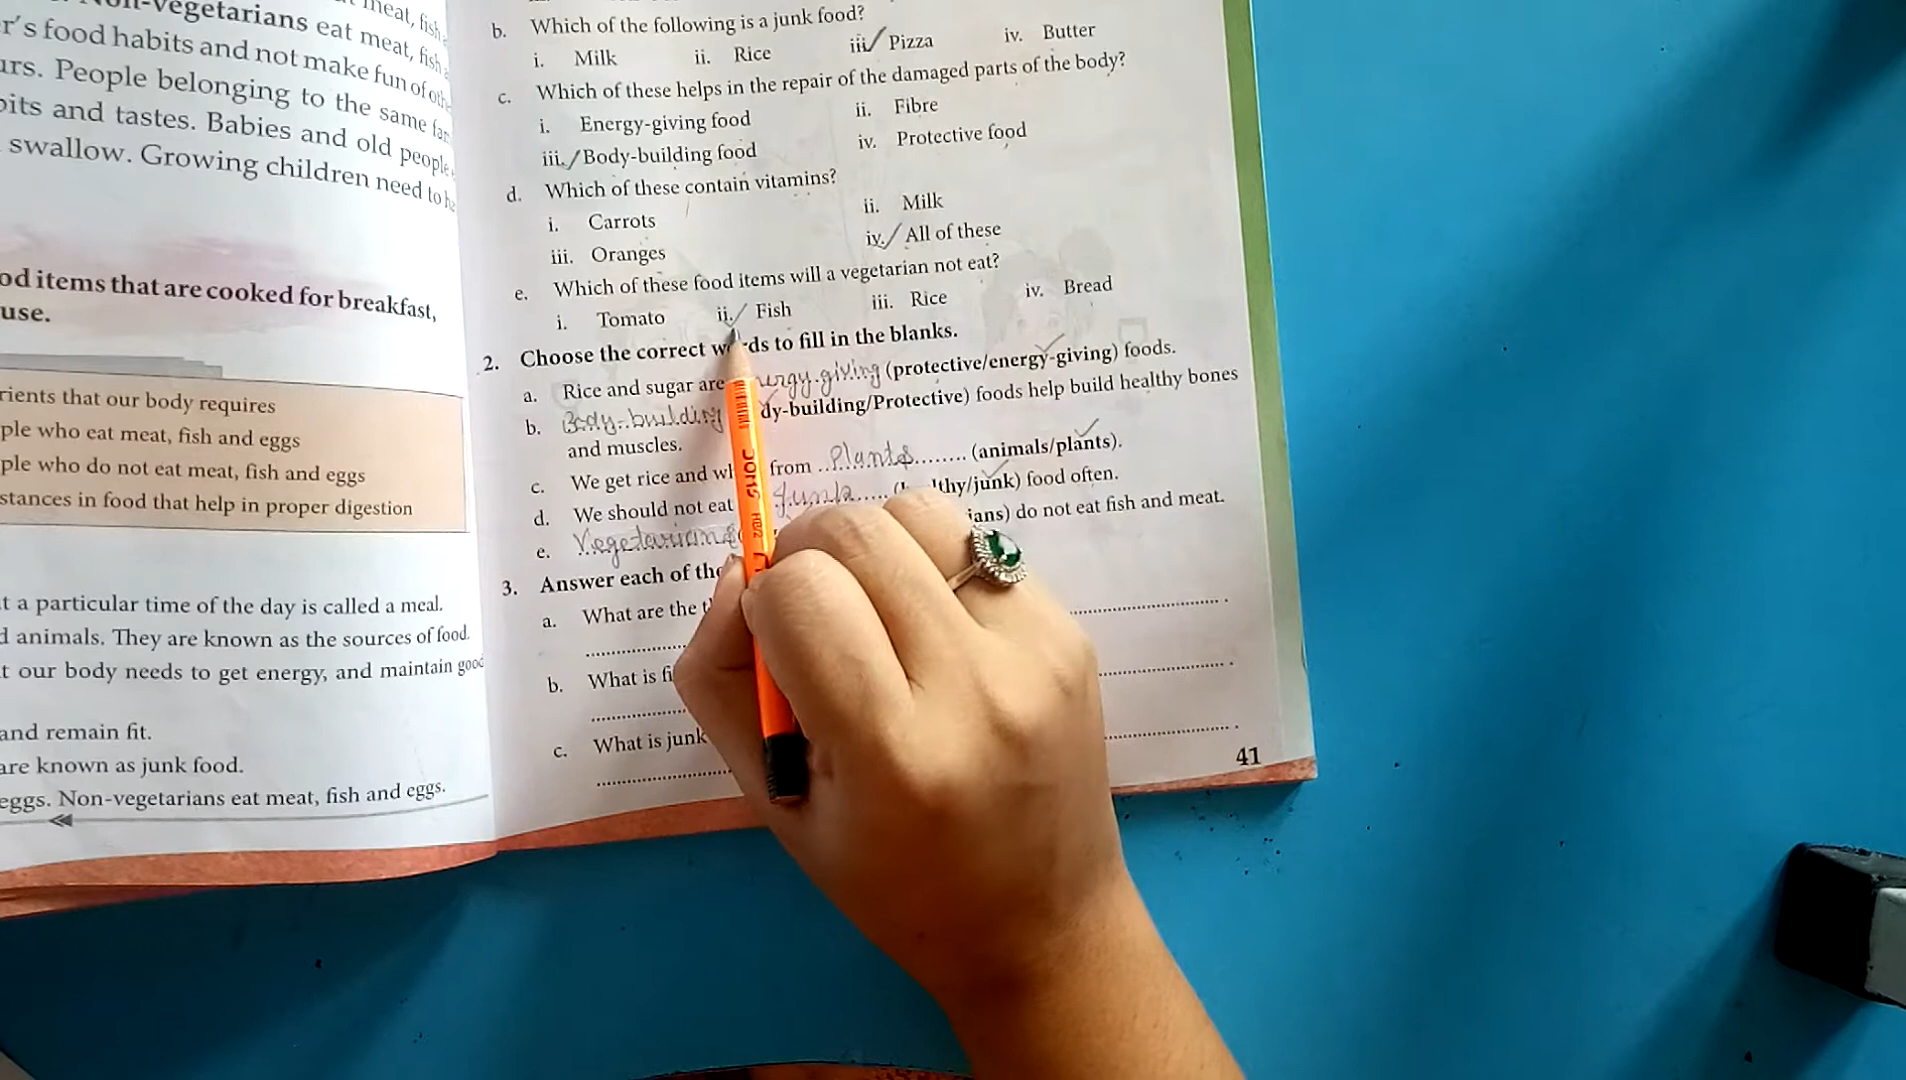 meat, fish
Non-vegetarians eat meat, fish
r's food habits and not make fun of oth
urs. People belonging to the same fam
bits and tastes. Babies and old people
swallow. Growing children need to ha
od items that are cooked for breakfast,
use.
rients that our body requires
ple who eat meat, fish and eggs
ple who do not eat meat, fish and eggs
stances in food that help in proper digestion
t a particular time of the day is called a meal.
d animals. They are known as the sources of food.
t our body needs to get energy, and maintain good
and remain fit.
are known as junk food.
eggs. Non-vegetarians eat meat, fish and eggs.
b. Which of the following is a junk food?
i. Milk ii. Rice iii. Pizza iv. Butter
c. Which of these helps in the repair of the damaged parts of the body?
i. Energy-giving food ii. Fibre
iii. Body-building food iv. Protective food
d. Which of these contain vitamins?
i. Carrots ii. Milk
iii. Oranges iv. All of these
e. Which of these food items will a vegetarian not eat?
i. Tomato ii. Fish iii. Rice iv. Bread
2. Choose the correct words to fill in the blanks.
a. Rice and sugar are energy-giving (protective/energy-giving) foods.
b. Body-building dy-building/Protective) foods help build healthy bones
and muscles.
c. We get rice and wh from Plants (animals/plants).
d. We should not eat Junk (h lthy/junk) food often.
e. Vegetarians ians) do not eat fish and meat.
3. Answer each of the
a. What are the t
b. What is fi
c. What is junk
41
DOMS HB/2